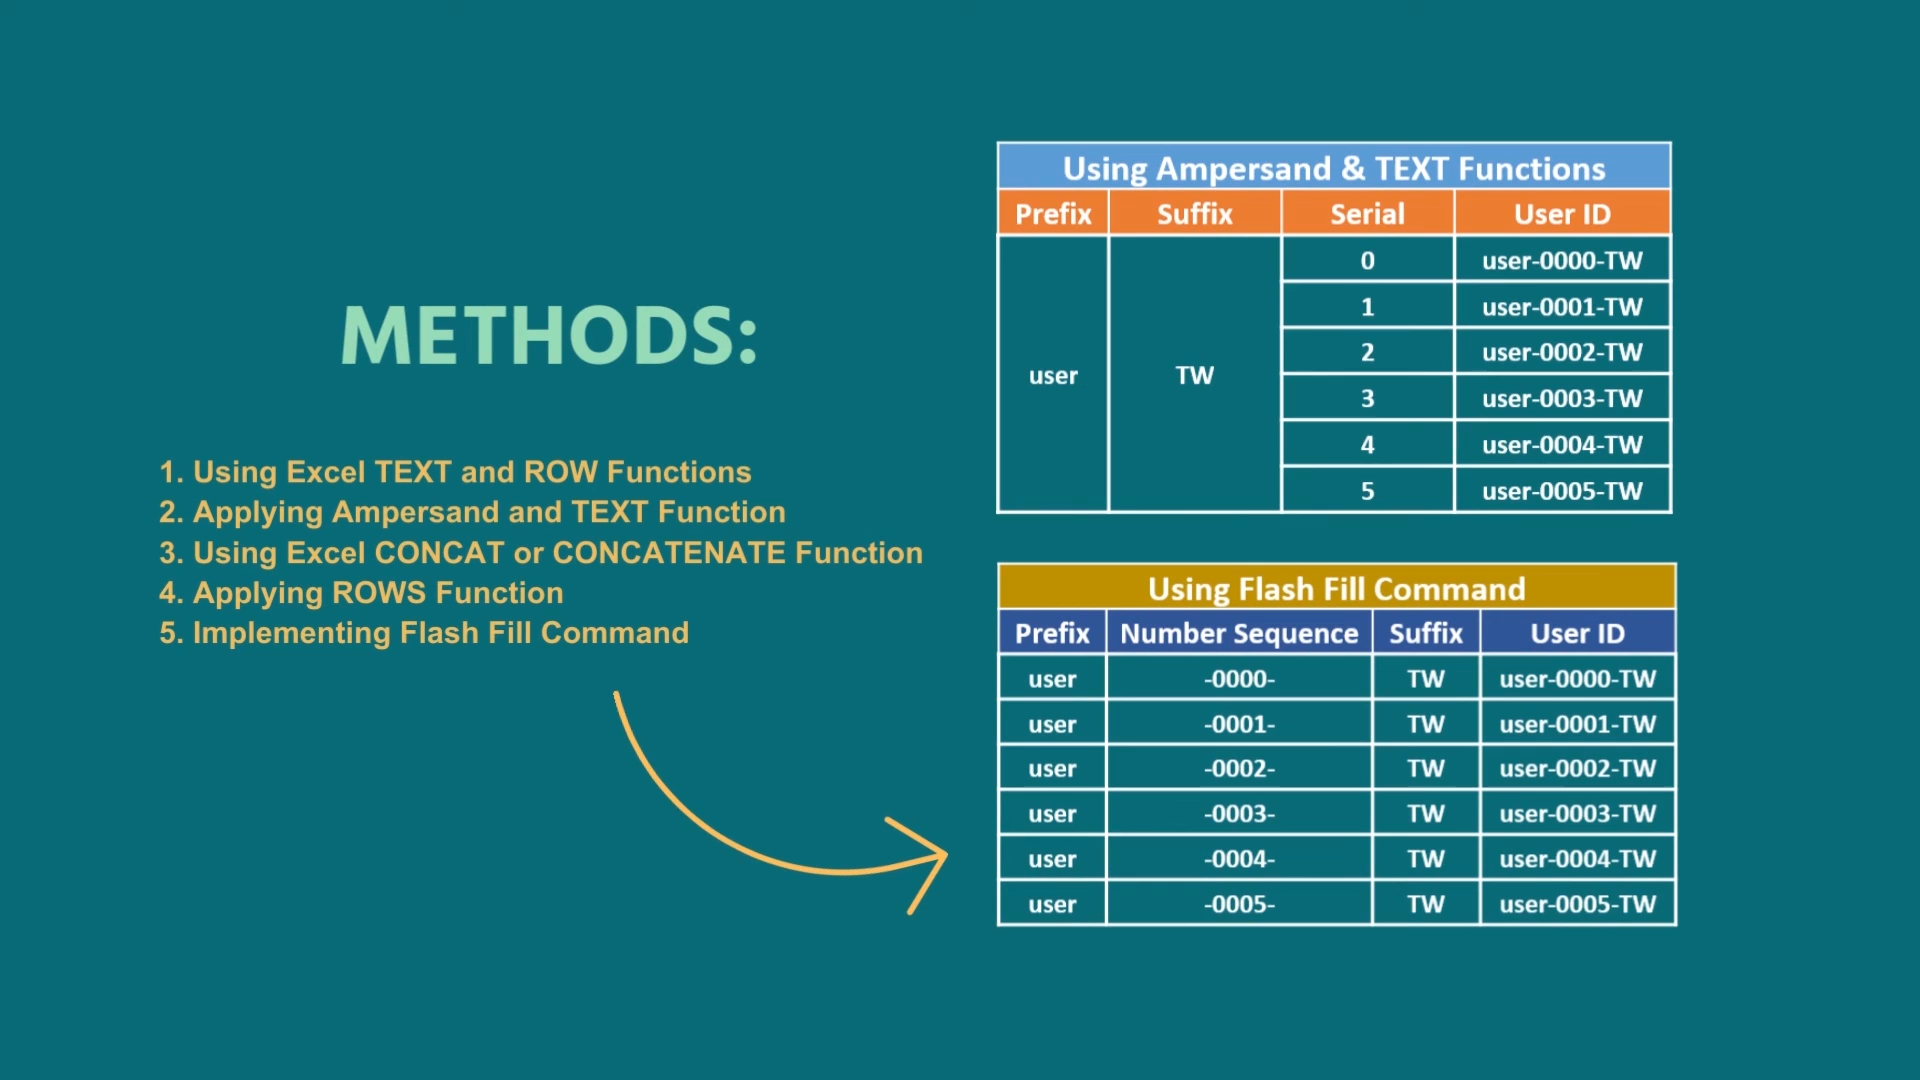 METHODS:
1. Using Excel TEXT and ROW Functions
2. Applying Ampersand and TEXT Function
3. Using Excel CONCAT or CONCATENATE Function
4. Applying ROWS Function
5. Implementing Flash Fill Command
Using Ampersand & TEXT Functions
Prefix Suffix Serial User ID
user TW
0 user-0000-TW
1 user-0001-TW
2 user-0002-TW
3 user-0003-TW
4 user-0004-TW
5 user-0005-TW
Using Flash Fill Command
Prefix Number Sequence Suffix User ID
user -0000- TW user-0000-TW
user -0001- TW user-0001-TW
user -0002- TW user-0002-TW
user -0003- TW user-0003-TW
user -0004- TW user-0004-TW
user -0005- TW user-0005-TW